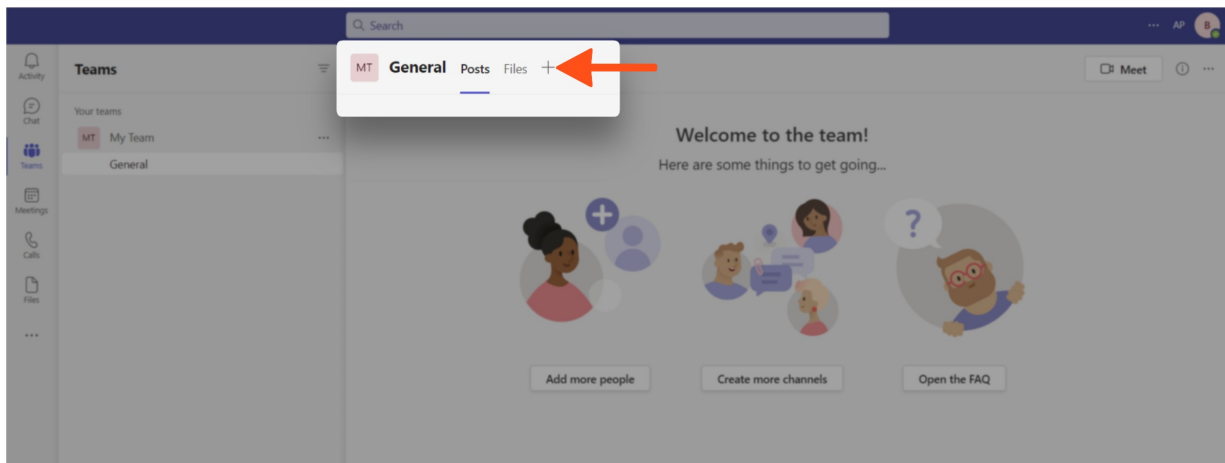 Search
AP
B
Activity
Chat
Teams
Meetings
Calls
Files
Teams
Your teams
MT My Team
General
MT General Posts Files
Meet
Welcome to the team!
Here are some things to get going...
?
Add more people
Create more channels
Open the FAQ